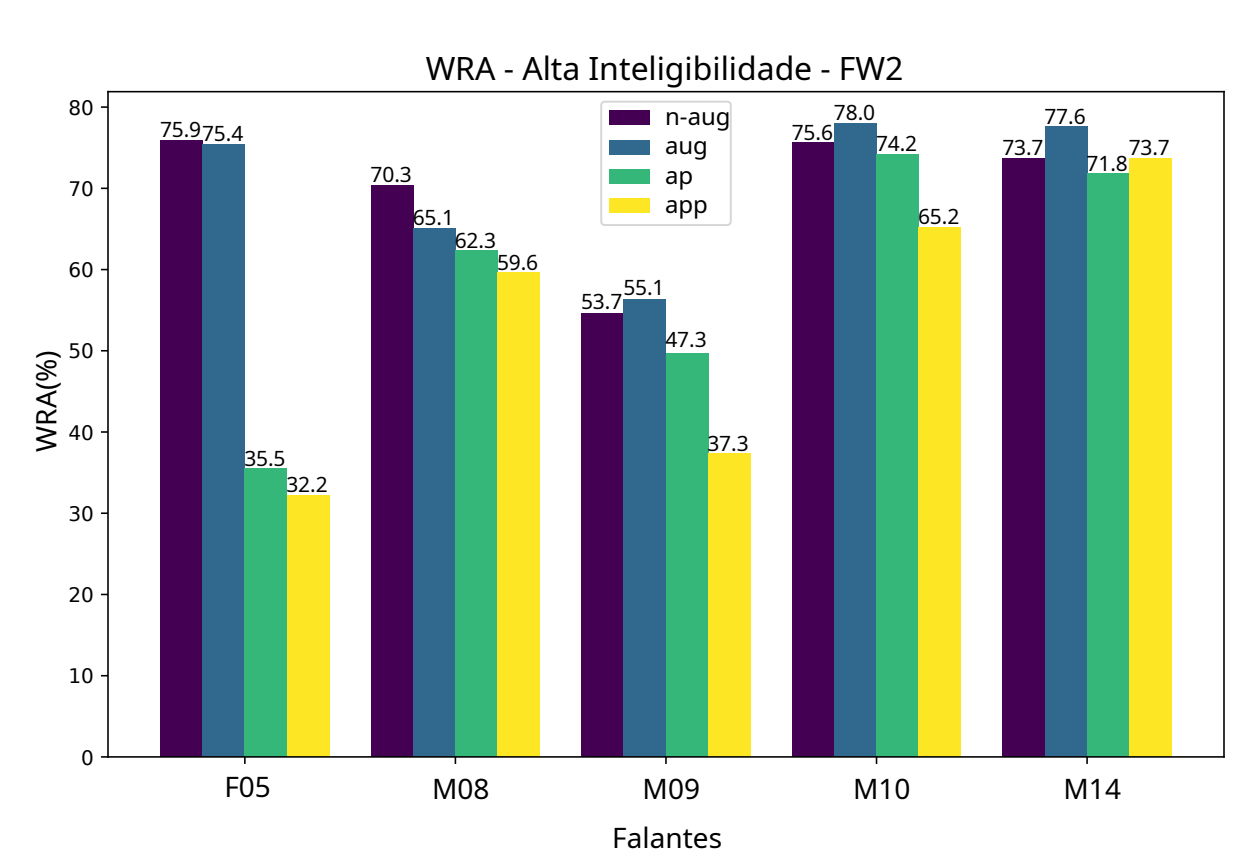 WRA - Alta Inteligibilidade - FW2
n-aug
aug
ap
app
WRA(%)
80
70
60
50
40
30
20
10
0
75.9 75.4 35.5 32.2
70.3 65.1 62.3 59.6
53.7 55.1 47.3 37.3
75.6 78.0 74.2 65.2
73.7 77.6 71.8 73.7
F05 M08 M09 M10 M14
Falantes